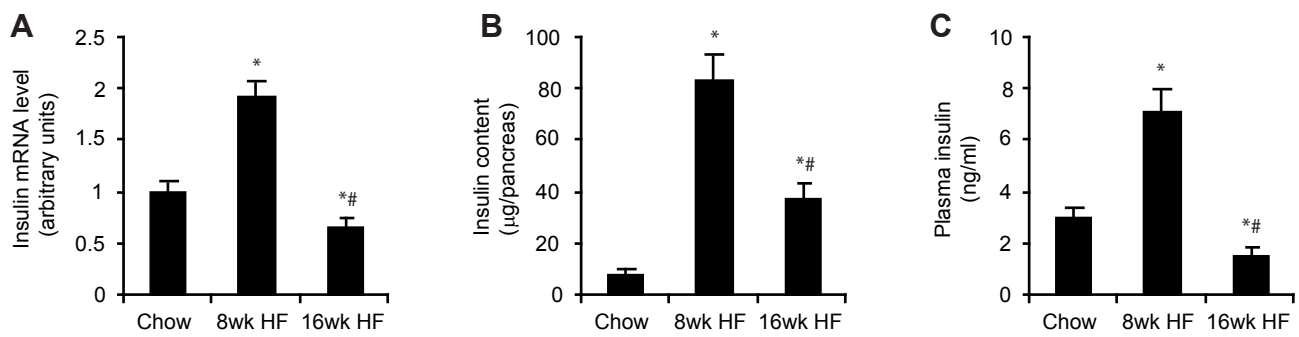 A
Insulin mRNA level
(arbitrary units)
2.5
2
1.5
1
0.5
0
*
*#
Chow
8wk HF
16wk HF
B
Insulin content
(μg/pancreas)
100
80
60
40
20
0
*
*#
Chow
8wk HF
16wk HF
C
Plasma insulin
(ng/ml)
10
8
6
4
2
0
*
*#
Chow
8wk HF
16wk HF